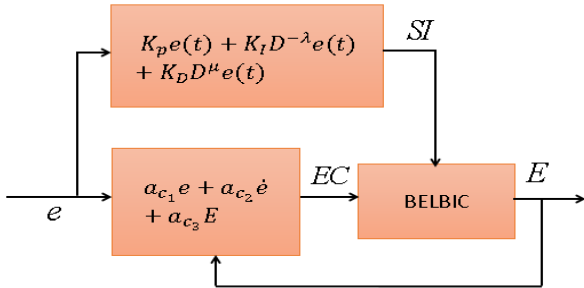 K_p e(t) + K_I D^{-λ} e(t)
+ K_D D^μ e(t)
SI
a_{c_1} e + a_{c_2} ė
+ a_{c_3} E
EC
BELBIC
E
e